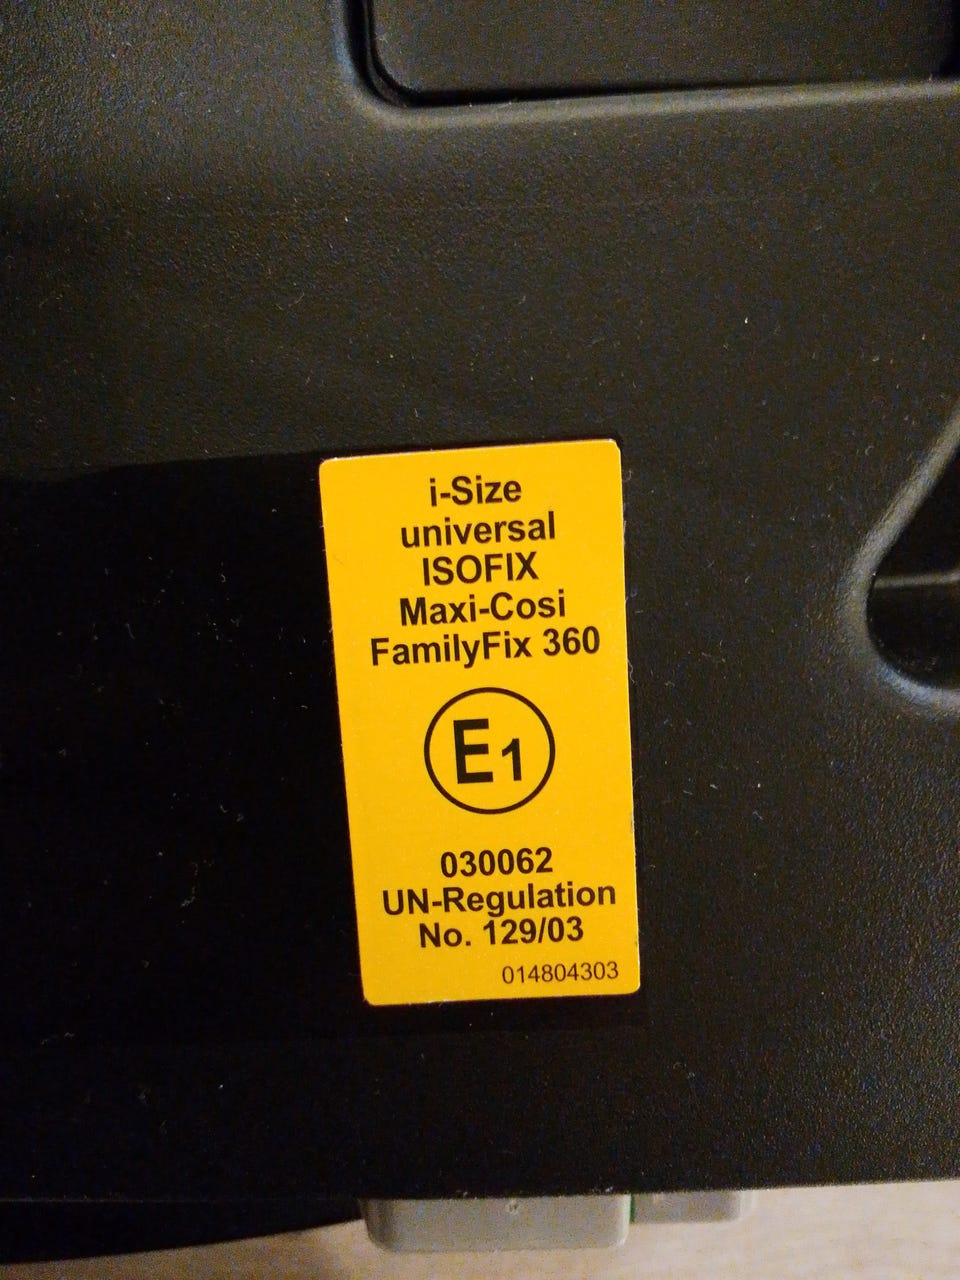 i-Size
universal
ISOFIX
Maxi-Cosi
FamilyFix 360
E1
030062
UN-Regulation
No. 129/03
014804303